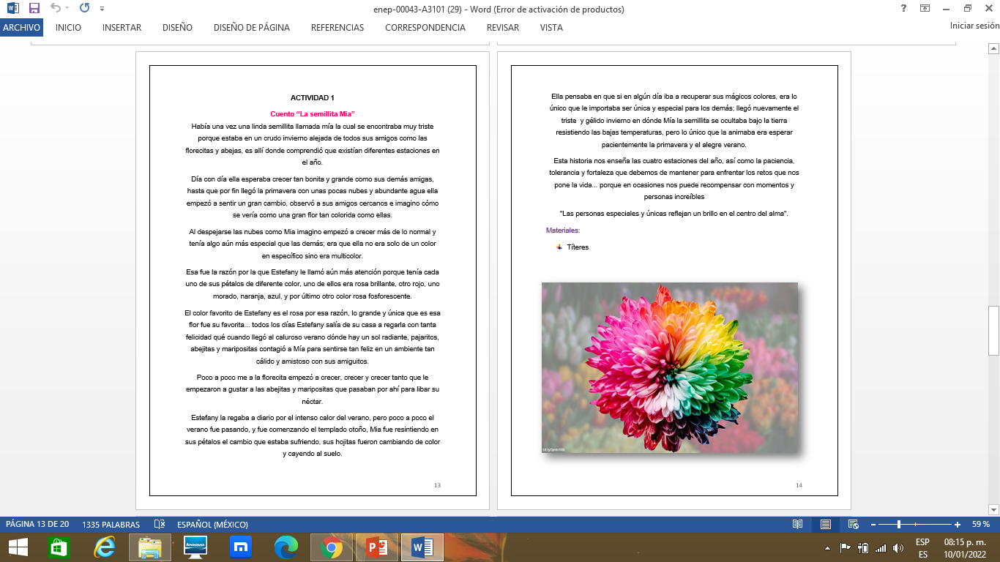 enep-00043-A3101 (29) - Word (Error de activación de productos)
ARCHIVO INICIO INSERTAR DISEÑO DISEÑO DE PÁGINA REFERENCIAS CORRESPONDENCIA REVISAR VISTA
Iniciar sesión
ACTIVIDAD 1
Cuento “La semillita Mia”
Había una vez una linda semillita llamada mía la cual se encontraba muy triste
porque estaba en un crudo invierno alejada de todos sus amigos como las
florecitas y abejas, es allí donde comprendió que existían diferentes estaciones en
el año.
Día con día ella esperaba crecer tan bonita y grande como sus demás amigas,
hasta que por fin llegó la primavera con unas pocas nubes y abundante agua ella
empezó a sentir un gran cambio, observó a sus amigos cercanos e imagino cómo
se vería como una gran flor tan colorida como ellas.
Al despejarse las nubes como Mia imagino empezó a crecer más de lo normal y
tenía algo aún más especial que las demás; era que ella no era solo de un color
en específico sino era multicolor.
Esa fue la razón por la que Estefany le llamó aún más atención porque tenía cada
uno de sus pétalos de diferente color, uno de ellos era rosa brillante, otro rojo, uno
morado, naranja, azul, y por último otro color rosa fosforescente.
El color favorito de Estefany es el rosa por esa razón, lo grande y única que es esa
flor fue su favorita... todos los días Estefany salía de su casa a regarla con tanta
felicidad qué cuando llegó al caluroso verano dónde hay un sol radiante, pajaritos,
abejitas y maripositas contagió a Mía para sentirse tan feliz en un ambiente tan
cálido y amistoso con sus amiguitos.
Poco a poco me a la florecita empezó a crecer, crecer y crecer tanto que le
empezaron a gustar a las abejitas y maripositas que pasaban por ahí para libar su
néctar.
Estefany la regaba a diario por el intenso calor del verano, pero poco a poco el
verano fue pasando, y fue comenzando el templado otoño, Mia fue resintiendo en
sus pétalos el cambio que estaba sufriendo, sus hojitas fueron cambiando de color
y cayendo al suelo.
13
Ella pensaba en que si en algún día iba a recuperar sus mágicos colores, era lo
único que le importaba ser única y especial para los demás; llegó nuevamente el
triste y gélido invierno en dónde Mía la semillita se ocultaba bajo la tierra
resistiendo las bajas temperaturas, pero lo único que la animaba era esperar
pacientemente la primavera y el alegre verano.
Esta historia nos enseña las cuatro estaciones del año, así como la paciencia,
tolerancia y fortaleza que debemos de mantener para enfrentar los retos que nos
pone la vida... porque en ocasiones nos puede recompensar con momentos y
personas increíbles
"Las personas especiales y únicas reflejan un brillo en el centro del alma".
Materiales:
Títeres
14
PÁGINA 13 DE 20 1335 PALABRAS ESPAÑOL (MÉXICO)
59 %
lenovo
ESP
ES
08:15 p. m.
10/01/2022